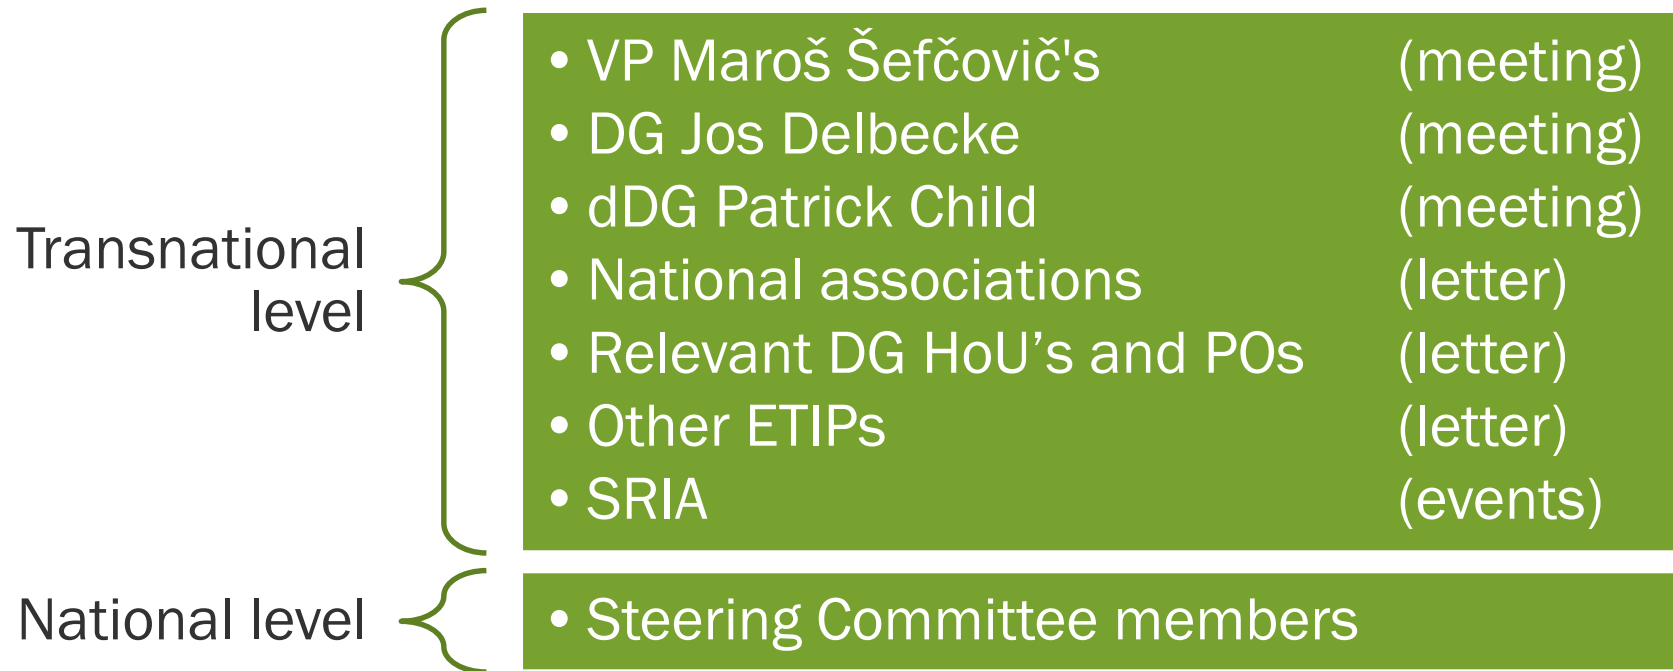 Transnational
level
• VP Maroš Šefčovič's (meeting)
• DG Jos Delbecke (meeting)
• dDG Patrick Child (meeting)
• National associations (letter)
• Relevant DG HoU’s and POs (letter)
• Other ETIPs (letter)
• SRIA (events)
National level
• Steering Committee members